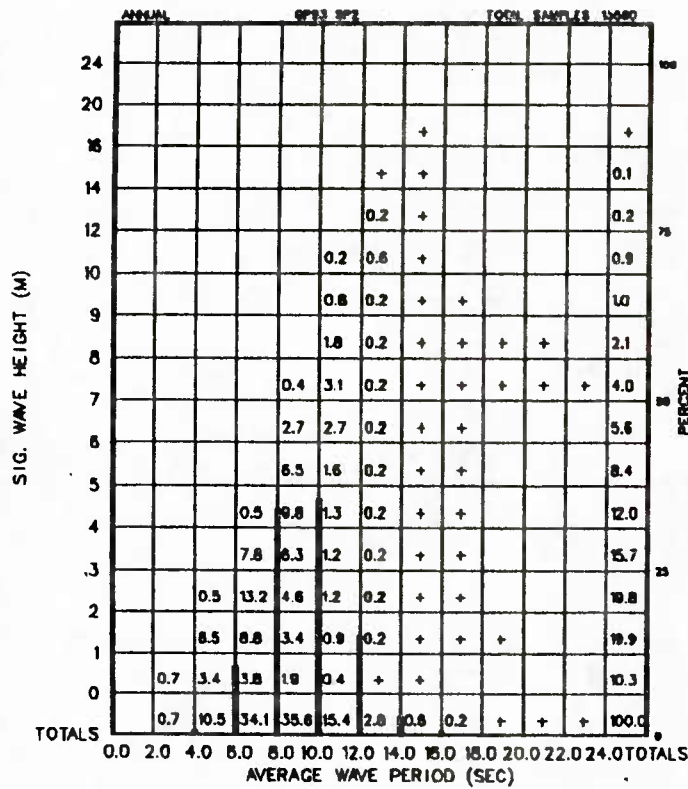 ANNUAL TOTAL SAMPLES
24 100
20
+ +
16
+ + 0.1
14
0.2 + 0.2
12 75
0.2 0.6 + 0.9
10
0.8 0.2 + + 1.0
9
1.8 0.2 + + + + 2.1
8
0.4 3.1 0.2 + + + + + 4.0
7 50
2.7 2.7 0.2 + + 5.6
6
6.5 1.6 0.2 + + 8.4
5
0.5 9.8 1.3 0.2 + + 12.0
4
7.8 6.3 1.2 0.2 + + 15.7
3 25
0.5 13.2 4.6 1.2 0.2 + + 19.8
2
6.5 8.8 3.4 0.9 0.2 + + + 19.9
1
0.7 3.4 3.8 1.9 0.4 + + 10.3
0
0.7 10.5 34.1 35.6 15.4 2.8 0.6 0.2 + + + 100.0
TOTALS 0
0.0 2.0 4.0 6.0 8.0 10.0 12.0 14.0 16.0 18.0 20.0 22.0 24.0 TOTALS
AVERAGE WAVE PERIOD (SEC)
SIG. WAVE HEIGHT (M)
PERCENT